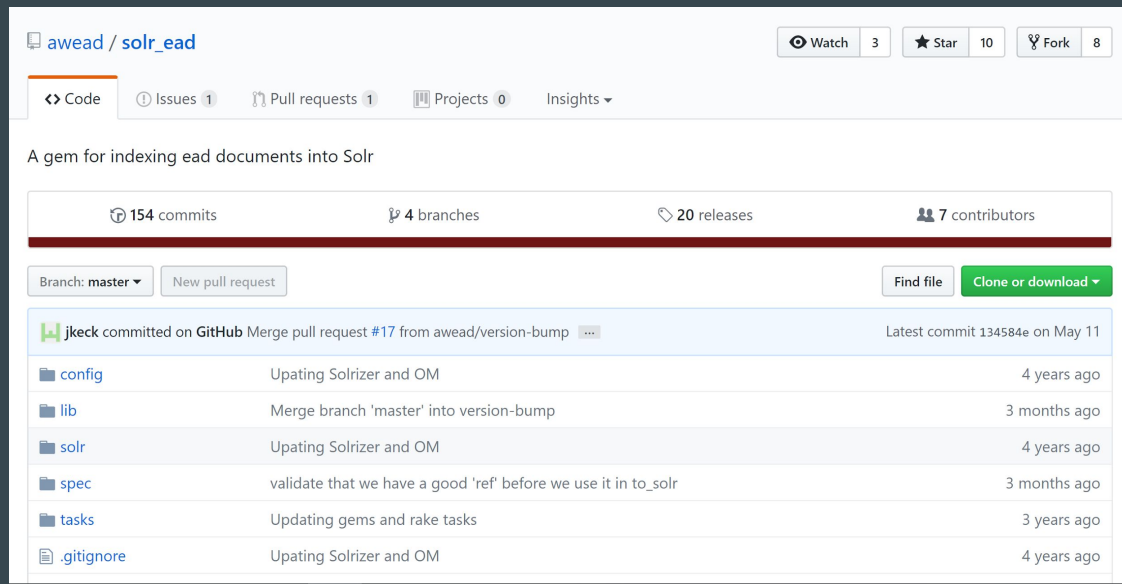 awead / solr_ead
Watch 3 Star 10 Fork 8
Code Issues 1 Pull requests 1 Projects 0 Insights
A gem for indexing ead documents into Solr
154 commits 4 branches 20 releases 7 contributors
Branch: master New pull request Find file Clone or download
jkeck committed on GitHub Merge pull request #17 from awead/version-bump ... Latest commit 134584e on May 11
config Upating Solrizer and OM 4 years ago
lib Merge branch 'master' into version-bump 3 months ago
solr Upating Solrizer and OM 4 years ago
spec validate that we have a good 'ref' before we use it in to_solr 3 months ago
tasks Updating gems and rake tasks 3 years ago
.gitignore Upating Solrizer and OM 4 years ago